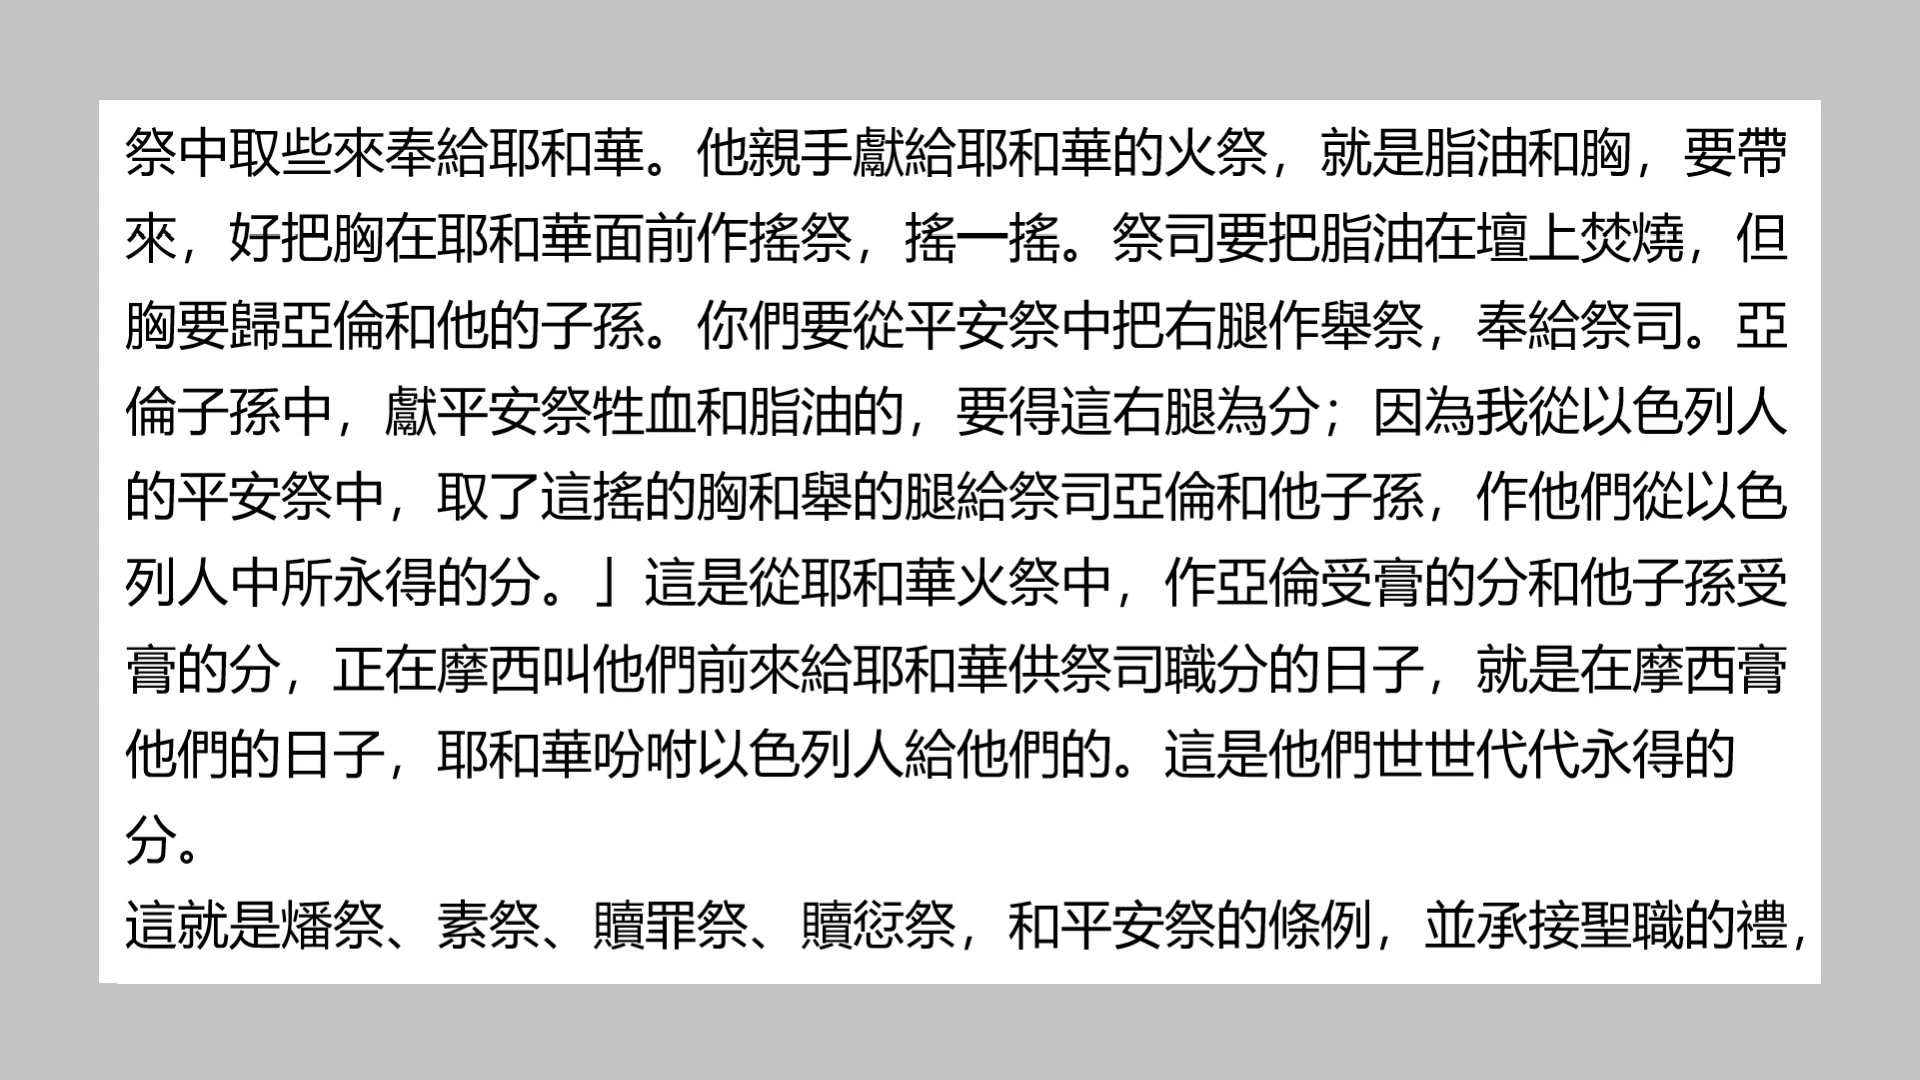 祭中取些來奉給耶和華。他親手獻給耶和華的火祭，就是脂油和胸，要帶
來，好把胸在耶和華面前作搖祭，搖一搖。祭司要把脂油在壇上焚燒，但
胸要歸亞倫和他的子孫。你們要從平安祭中把右腿作舉祭，奉給祭司。亞
倫子孫中，獻平安祭牲血和脂油的，要得這右腿為分；因為我從以色列人
的平安祭中，取了這搖的胸和舉的腿給祭司亞倫和他子孫，作他們從以色
列人中所永得的分。」這是從耶和華火祭中，作亞倫受膏的分和他子孫受
膏的分，正在摩西叫他們前來給耶和華供祭司職分的日子，就是在摩西膏
他們的日子，耶和華吩咐以色列人給他們的。這是他們世世代代永得的
分。
這就是燔祭、素祭、贖罪祭、贖愆祭，和平安祭的條例，並承接聖職的禮，